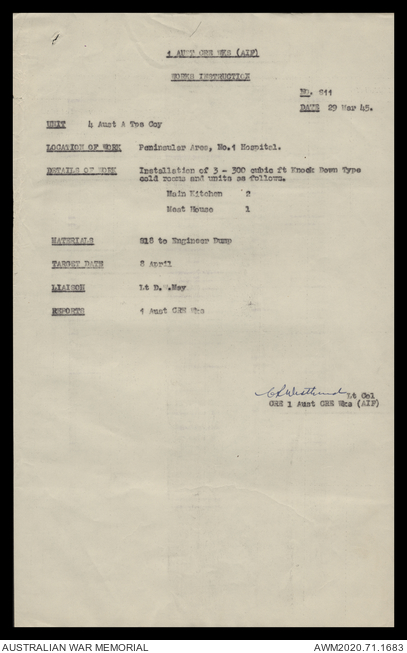 1 AUST CRE WKS (AIF)
WORKS INSTRUCTION
NO. 811
DATE 29 Mar 45.
UNIT 4 Aust A Tps Coy
LOCATION OF WORK Peninsular Area, No.1 Hospital.
DETAILS OF WORK Installation of 3 - 300 cubic ft Knock Down Type
cold rooms and units as follows.
Main Kitchen 2
Meat House 1
MATERIALS to Engineer Dump
TARGET DATE 8 April
LIAISON Lt D. .May
REPORTS 1 Aust CRE Wks
Lt Col
CRE 1 Aust CRE Wks (AIF)
AUSTRALIAN WAR MEMORIAL
AWM2020.71.1683